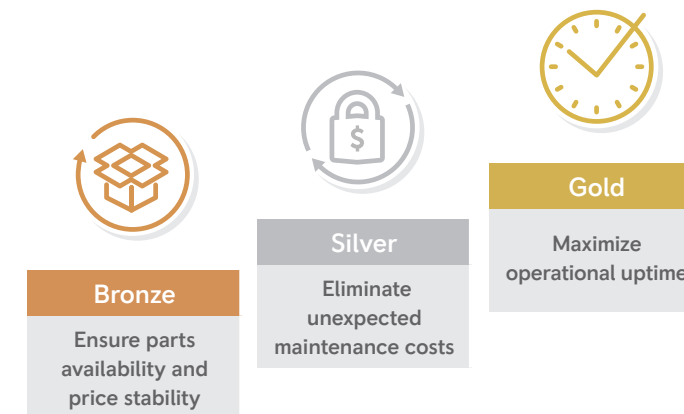 Bronze
Ensure parts
availability and
price stability
$
Silver
Eliminate
unexpected
maintenance costs
Gold
Maximize
operational uptime